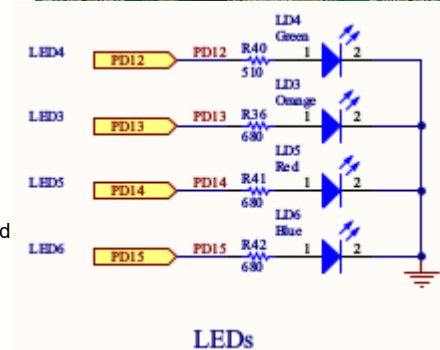 LD4
Green
LED4 PD12 PD12 R40 1 2
510
LD3
Orange
LED3 PD13 PD13 R36 1 2
680
LD5
Red
LED5 PD14 PD14 R41 1 2
680
LD6
Blue
d
LED6 PD15 PD15 R42 1 2
680
LEDs